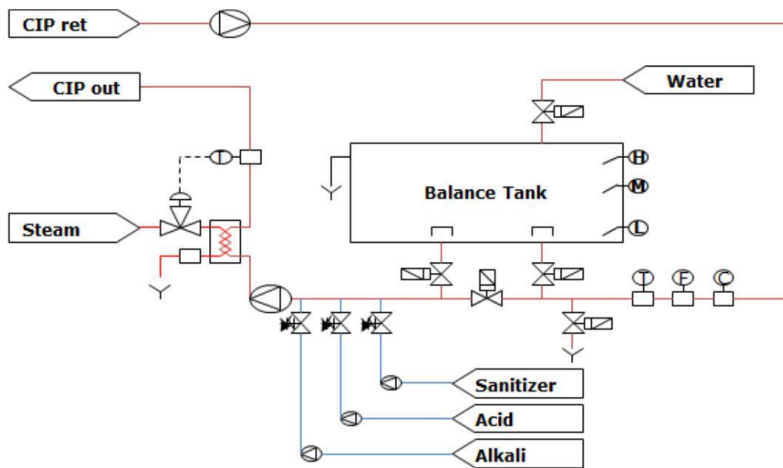 CIP ret
CIP out
Water
T
H
M
Balance Tank
Steam
L
T
F
C
Sanitizer
Acid
Alkali